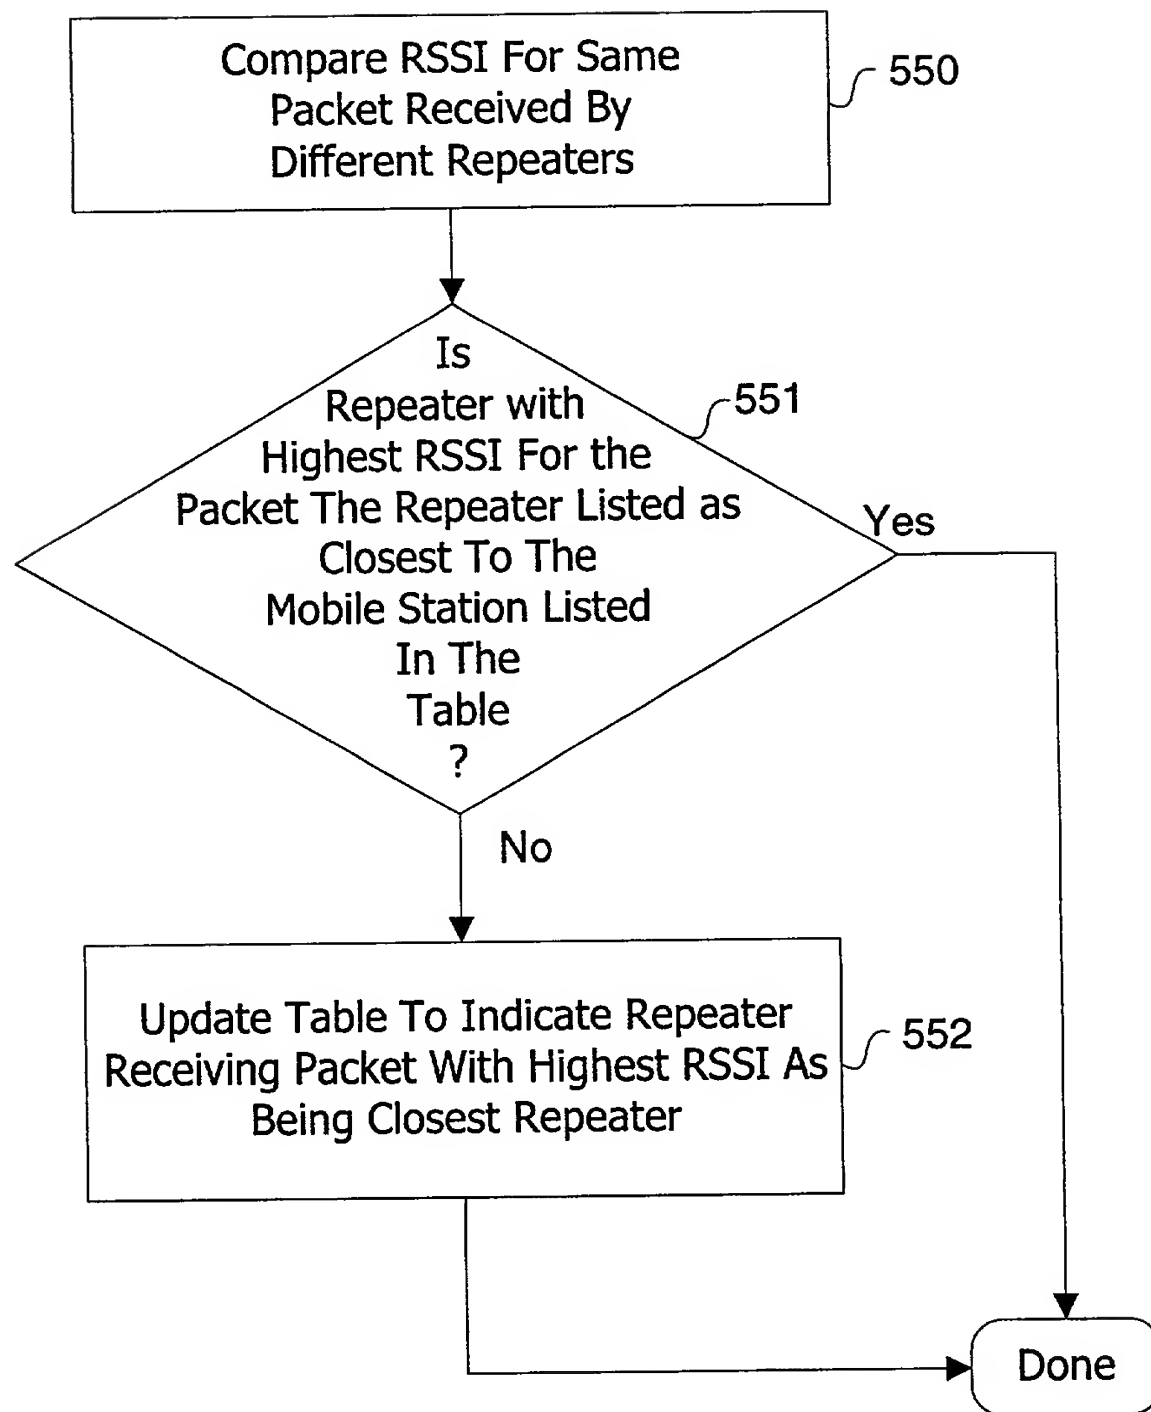 Compare RSSI For Same
Packet Received By
Different Repeaters
550
Is
Repeater with
Highest RSSI For the
Packet The Repeater Listed as
Closest To The
Mobile Station Listed
In The
Table
?
551
Yes
No
Update Table To Indicate Repeater
Receiving Packet With Highest RSSI As
Being Closest Repeater
552
Done